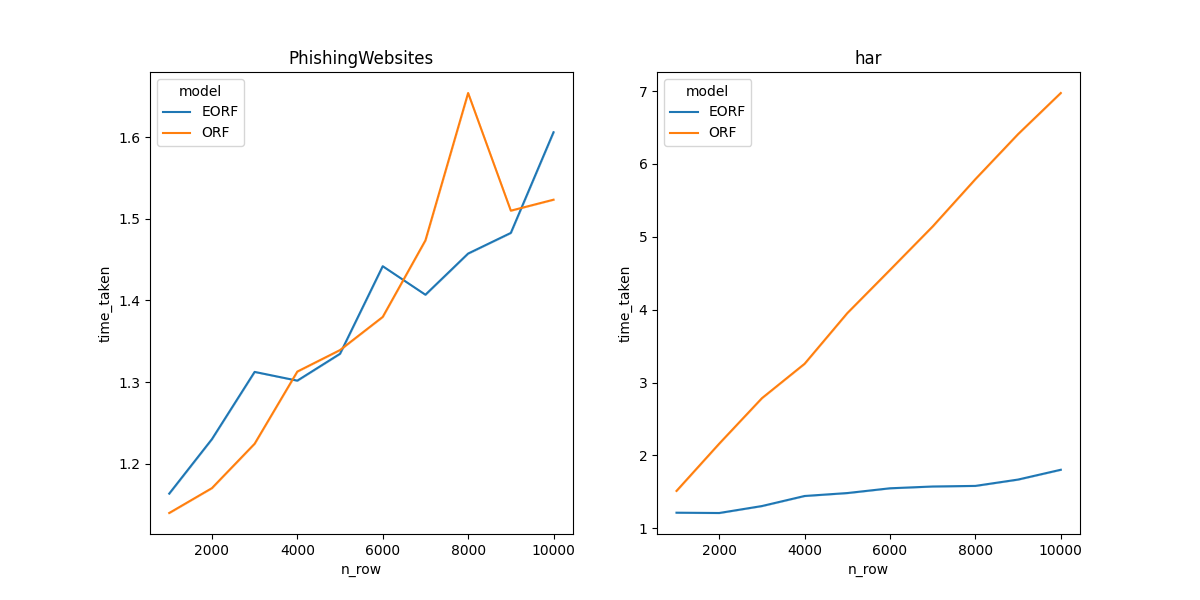 PhishingWebsites
model
EORF
ORF
1.6
1.5
1.4
1.3
1.2
time_taken
2000 4000 6000 8000 10000
n_row
har
model
EORF
ORF
7
6
5
4
3
2
1
time_taken
2000 4000 6000 8000 10000
n_row